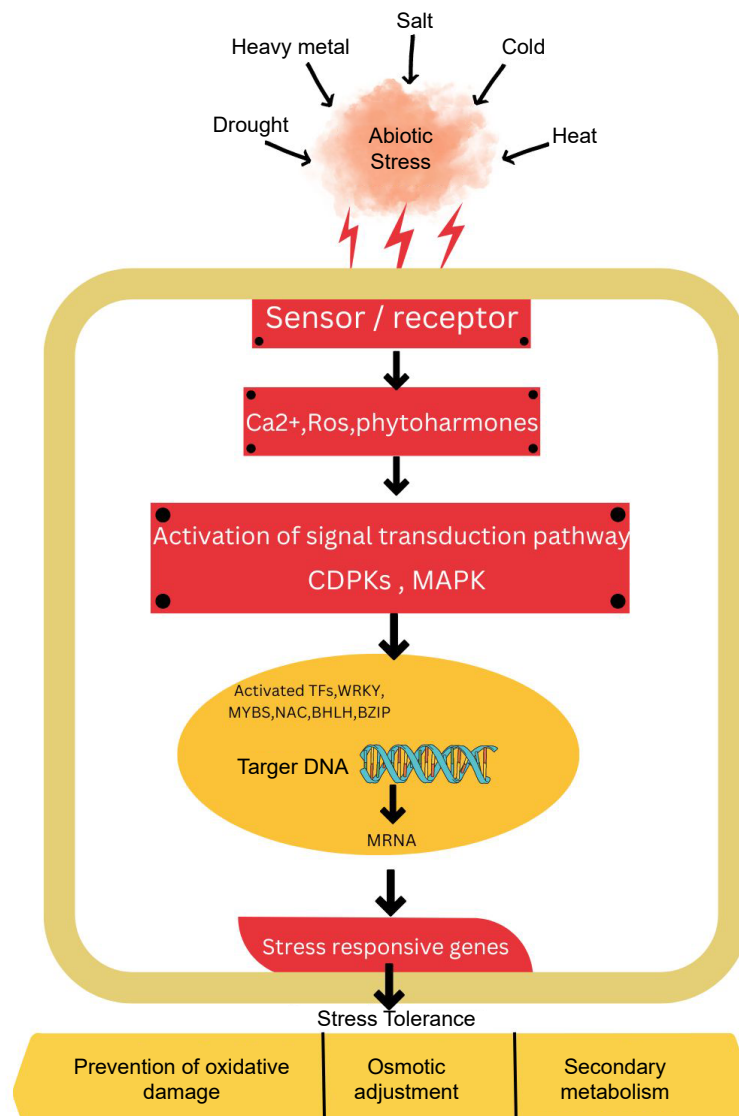 Salt
Heavy metal
Cold
Drought
Abiotic
Stress
Heat
Sensor / receptor
Ca2+,Ros,phytoharmones
Activation of signal transduction pathway
CDPKs , MAPK
Activated TFs,WRKY,
MYBS,NAC,BHLH,BZIP
Targer DNA
MRNA
Stress responsive genes
Stress Tolerance
Prevention of oxidative
damage
Osmotic
adjustment
Secondary
metabolism